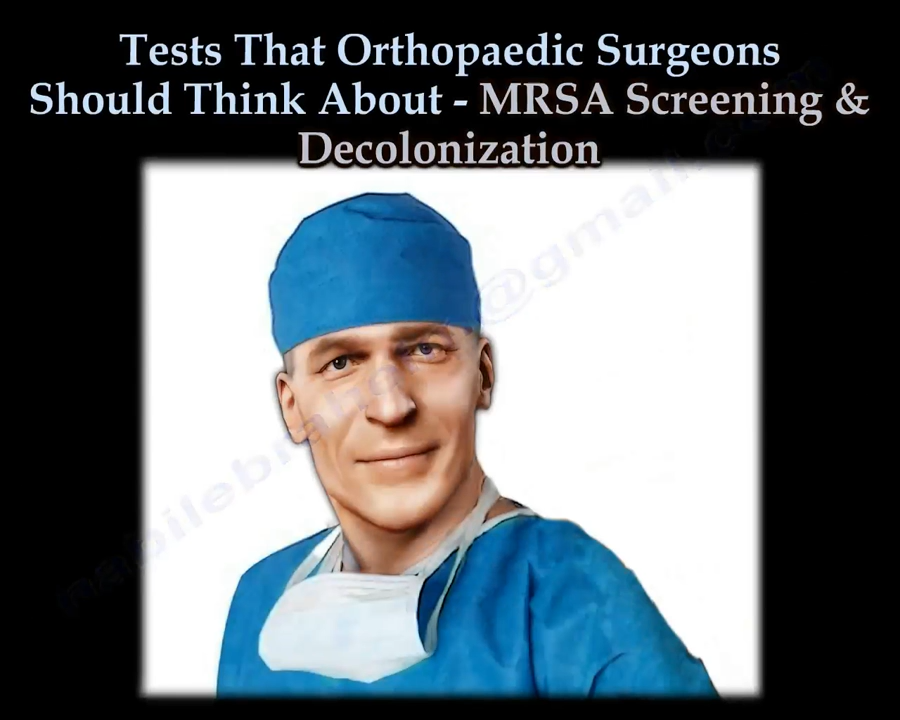 Tests That Orthopaedic Surgeons
Should Think About - MRSA Screening &
Decolonization